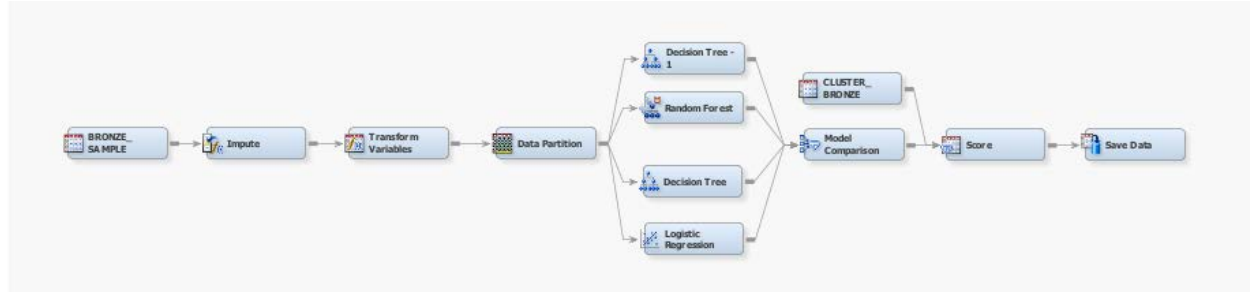 BRONZE_
SAMPLE
Impute
Transform
Variables
Data Partition
Decision Tree -
1
Random Forest
Decision Tree
Logistic
Regression
CLUSTER_
BRONZE
Model
Comparison
Score
Save Data